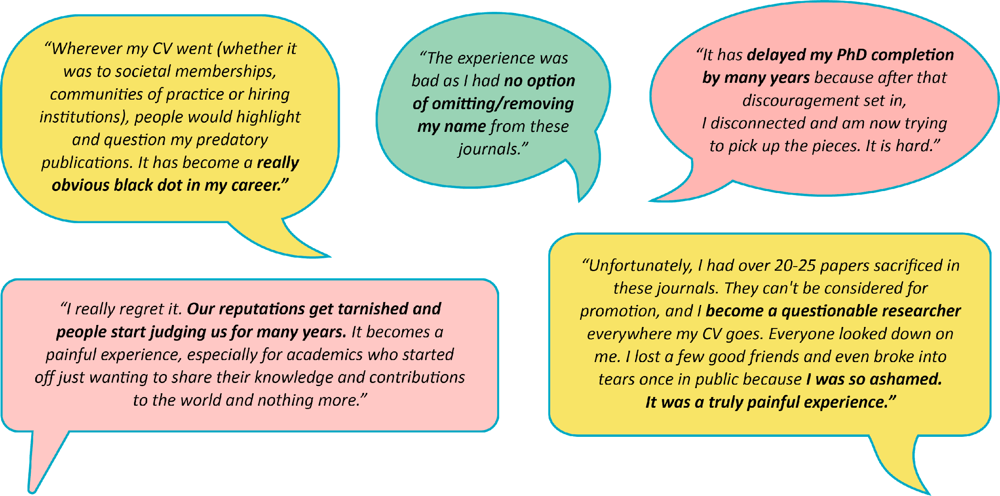 “Wherever my CV went (whether it
was to societal memberships,
communities of practice or hiring
institutions), people would highlight
and question my predatory
publications. It has become a really
obvious black dot in my career.”
“The experience was
bad as I had no option
of omitting/removing
my name from these
journals.”
“It has delayed my PhD completion
by many years because after that
discouragement set in,
I disconnected and am now trying
to pick up the pieces. It is hard.”
“I really regret it. Our reputations get tarnished and
people start judging us for many years. It becomes a
painful experience, especially for academics who started
off just wanting to share their knowledge and contributions
to the world and nothing more.”
“Unfortunately, I had over 20-25 papers sacrificed in
these journals. They can't be considered for
promotion, and I become a questionable researcher
everywhere my CV goes. Everyone looked down on
me. I lost a few good friends and even broke into
tears once in public because I was so ashamed.
It was a truly painful experience.”